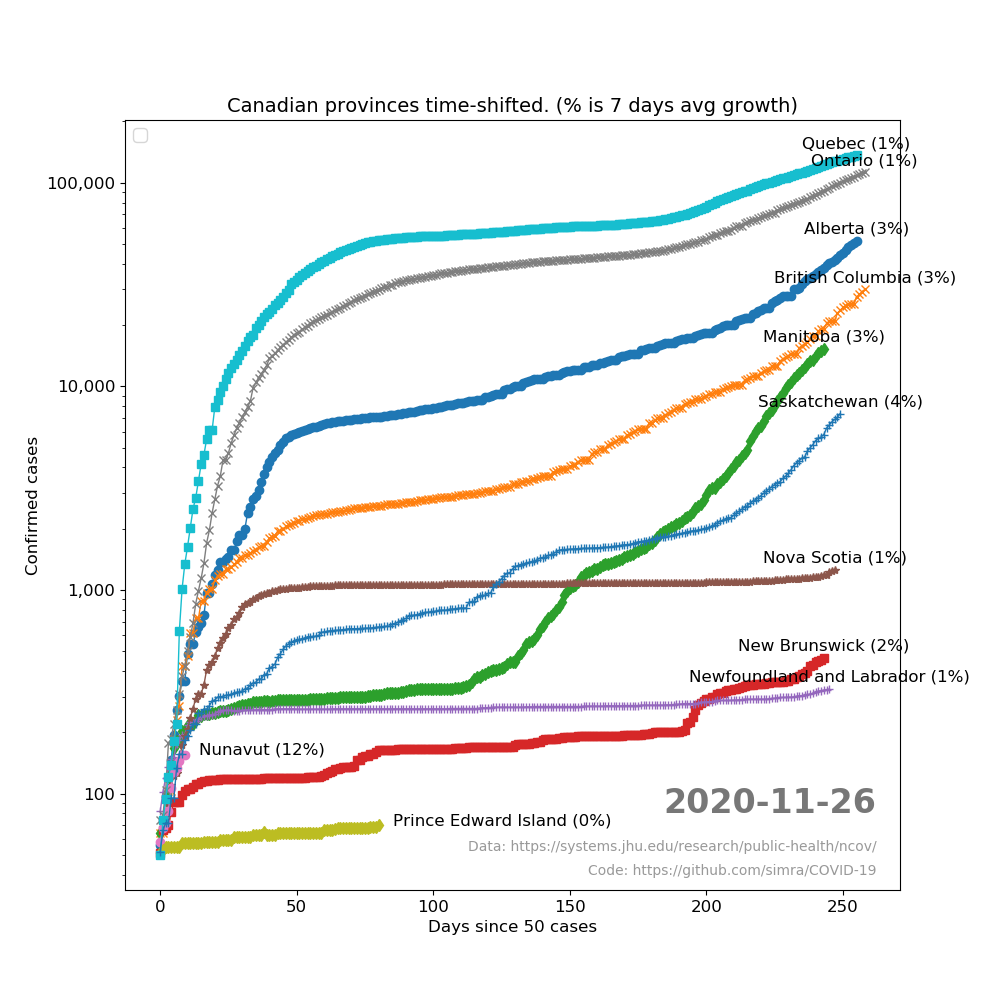 Canadian provinces time-shifted. (% is 7 days avg growth)
Quebec (1%)
Ontario (1%)
100,000
Alberta (3%)
British Columbia (3%)
Manitoba (3%)
10,000
Saskatchewan (4%)
Confirmed cases
Nova Scotia (1%)
1,000
New Brunswick (2%)
Newfoundland and Labrador (1%)
Nunavut (12%)
100
2020-11-26
Prince Edward Island (0%)
Data: https://systems.jhu.edu/research/public-health/ncov/
Code: https://github.com/simra/COVID-19
0 50 100 150 200 250
Days since 50 cases